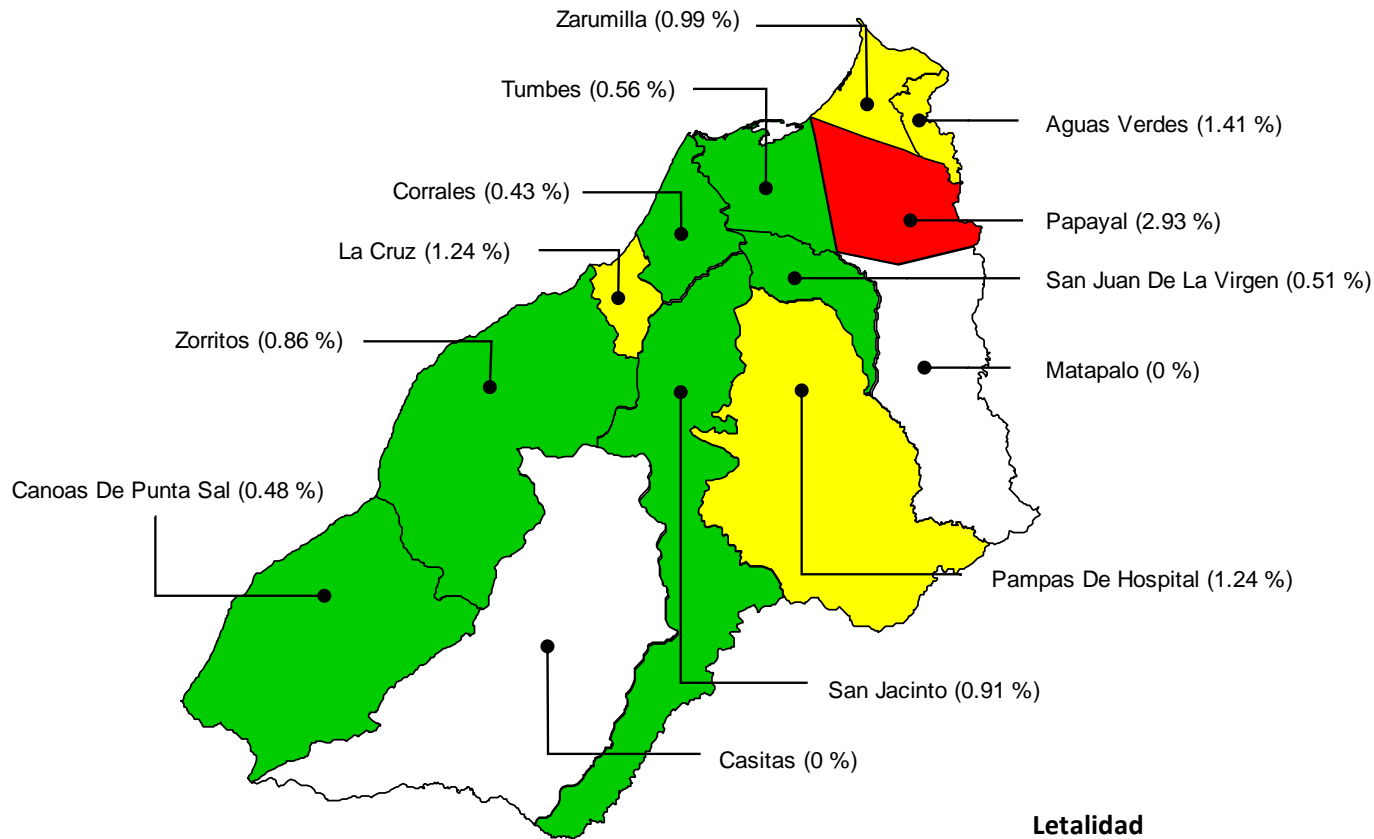 Zarumilla (0.99 %)
Tumbes (0.56 %)
Aguas Verdes (1.41 %)
Corrales (0.43 %)
Papayal (2.93 %)
La Cruz (1.24 %)
San Juan De La Virgen (0.51 %)
Zorritos (0.86 %)
Matapalo (0 %)
Canoas De Punta Sal (0.48 %)
Pampas De Hospital (1.24 %)
San Jacinto (0.91 %)
Casitas (0 %)
Letalidad